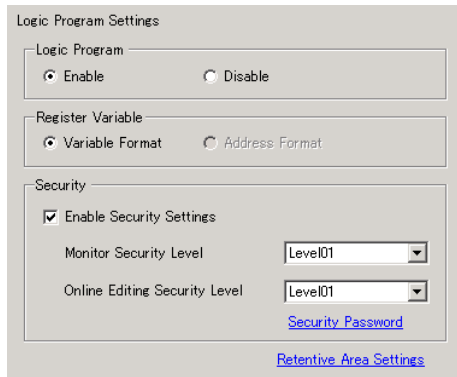 Logic Program Settings
Logic Program
Enable Disable
Register Variable
Variable Format Address Format
Security
Enable Security Settings
Monitor Security Level Level01
Online Editing Security Level Level01
Security Password
Retentive Area Settings